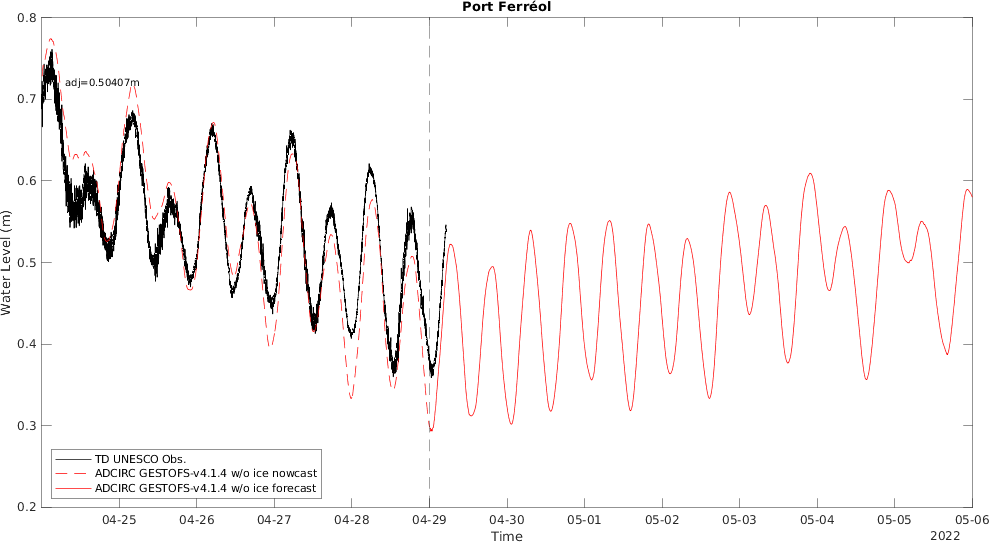 Port Ferréol
0.8
adj=0.50407m
0.7
0.6
0.5
0.4
0.3
0.2
Water Level (m)
TD UNESCO Obs.
ADCIRC GESTOFS-v4.1.4 w/o ice nowcast
ADCIRC GESTOFS-v4.1.4 w/o ice forecast
04-25 04-26 04-27 04-28 04-29 04-30 05-01 05-02 05-03 05-04 05-05 05-06
Time
2022